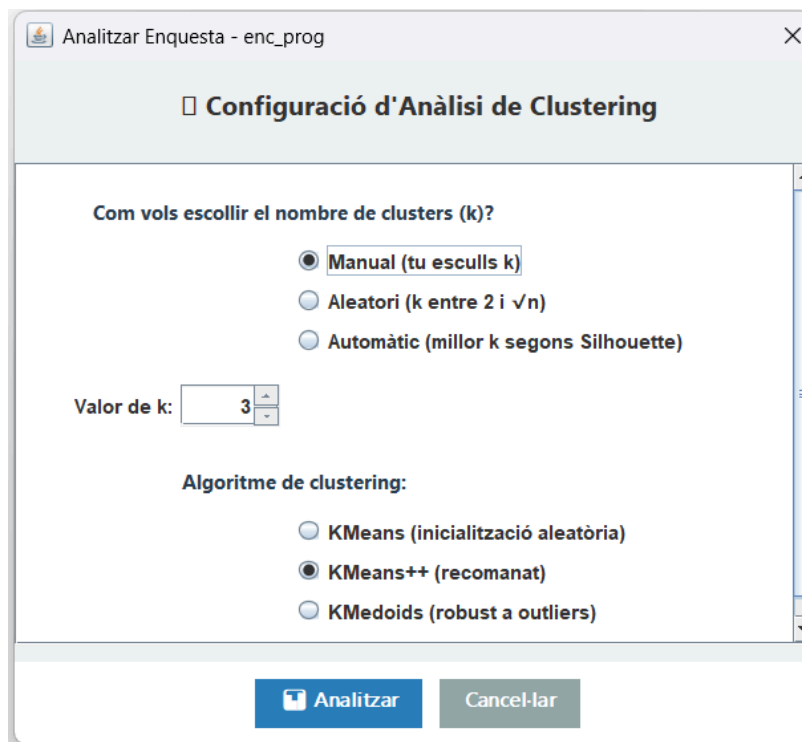 Analitzar Enquesta - enc_prog
Configuració d'Anàlisi de Clustering
Com vols escollir el nombre de clusters (k)?
Manual (tu esculls k)
Aleatori (k entre 2 i √n)
Automàtic (millor k segons Silhouette)
Valor de k: 3
Algoritme de clustering:
KMeans (inicialització aleatòria)
KMeans++ (recomanat)
KMedoids (robust a outliers)
Analitzar Cancel·lar